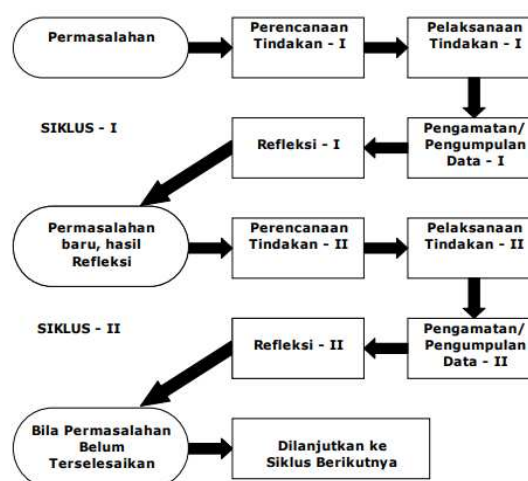 Permasalahan
Perencanaan
Tindakan - I
Pelaksanaan
Tindakan - I
SIKLUS - I
Refleksi - I
Pengamatan/
Pengumpulan
Data - I
Permasalahan
baru, hasil
Refleksi
Perencanaan
Tindakan - II
Pelaksanaan
Tindakan - II
SIKLUS - II
Refleksi - II
Pengamatan/
Pengumpulan
Data - II
Bila Permasalahan
Belum
Terselesaikan
Dilanjutkan ke
Siklus Berikutnya